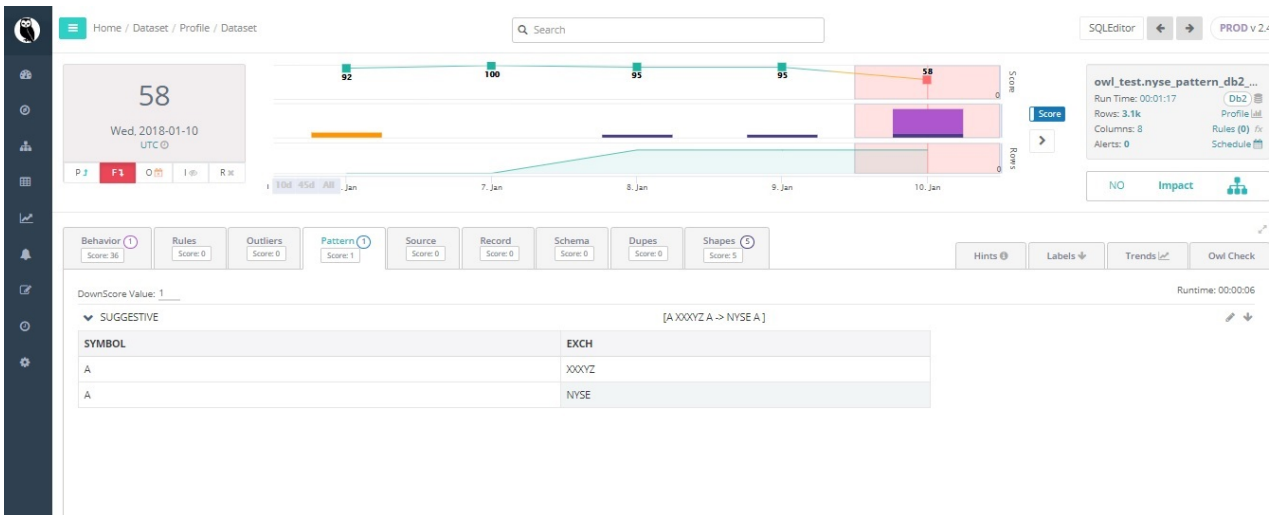 Home / Dataset / Profile / Dataset
Search
SQLEditor
PROD v 2.4
58
Wed, 2018-01-10
UTC
P
F
O
I
R
92
100
95
95
58
Score
0
Rows
0
10d 45d All
Jan
7. Jan
8. Jan
9. Jan
10. Jan
Score
owl_test.nyse_pattern_db2_...
Run Time: 00:01:17
Db2
Rows: 3.1k
Profile
Columns: 8
Rules (0) fx
Alerts: 0
Schedule
NO Impact
Behavior 1
Score: 36
Rules
Score: 0
Outliers
Score: 0
Pattern 1
Score: 1
Source
Score: 0
Record
Score: 0
Schema
Score: 0
Dupes
Score: 0
Shapes 5
Score: 5
Hints
Labels
Trends
Owl Check
DownScore Value: 1
Runtime: 00:00:06
SUGGESTIVE
[A XXXYZ A -> NYSE A ]
SYMBOL EXCH
A XXXYZ
A NYSE